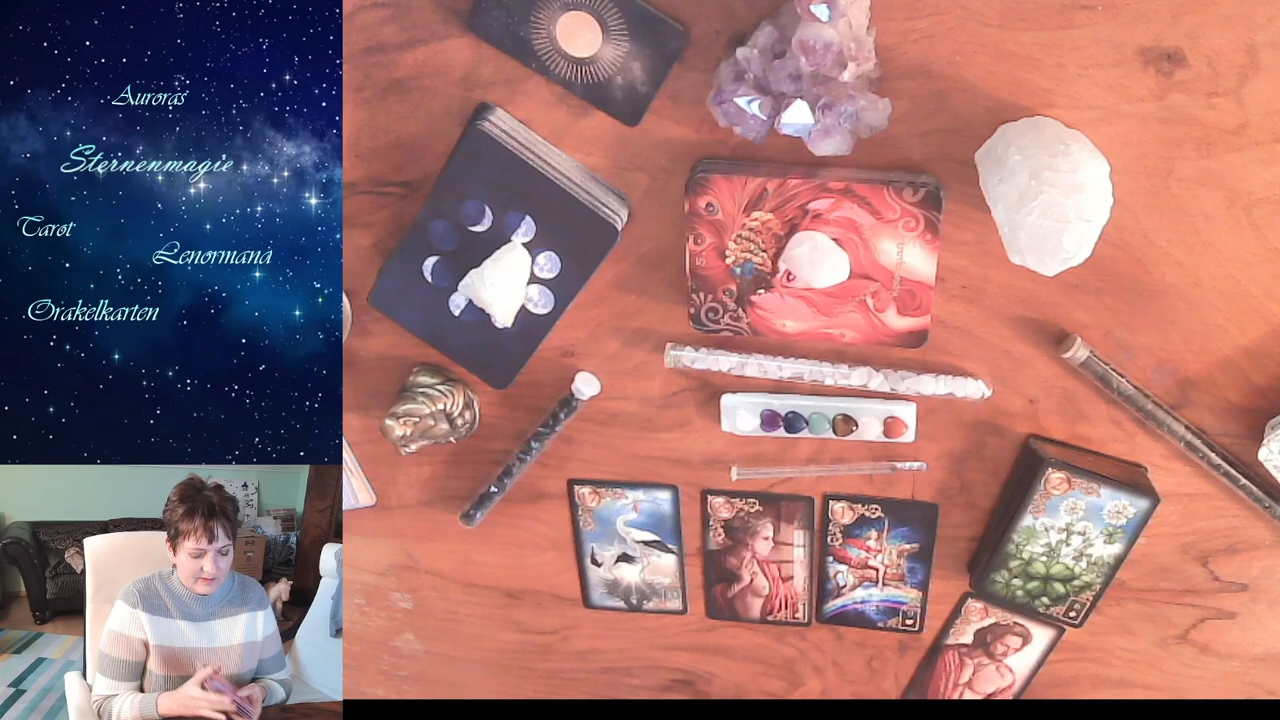 Auroras
Sternenmagie
Tarot
Lenormand
Orakelkarten